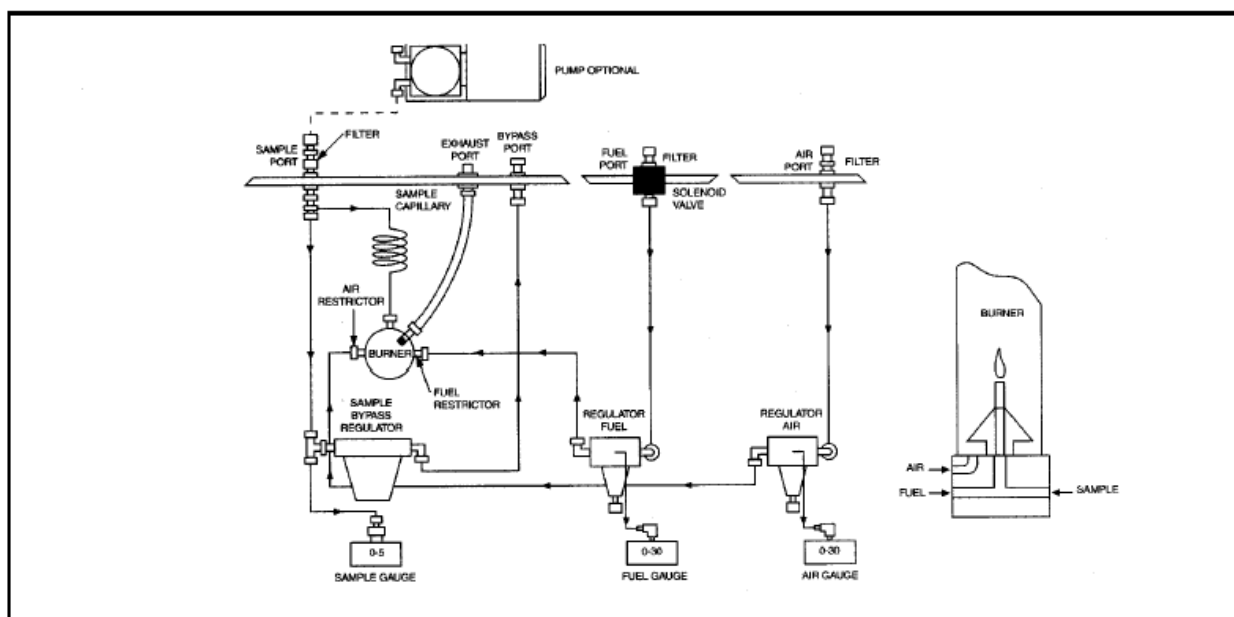 PUMP OPTIONAL
SAMPLE
PORT
FILTER
EXHAUST
PORT
BYPASS
PORT
FUEL
PORT
FILTER
AIR
PORT
FILTER
SAMPLE
CAPILLARY
SOLENOID
VALVE
AIR
RESTRICTOR
BURNER
BURNER
FUEL
RESTRICTOR
SAMPLE
BYPASS
REGULATOR
REGULATOR
FUEL
REGULATOR
AIR
AIR
FUEL
SAMPLE
0-5
0-30
0-30
SAMPLE GAUGE
FUEL GAUGE
AIR GAUGE